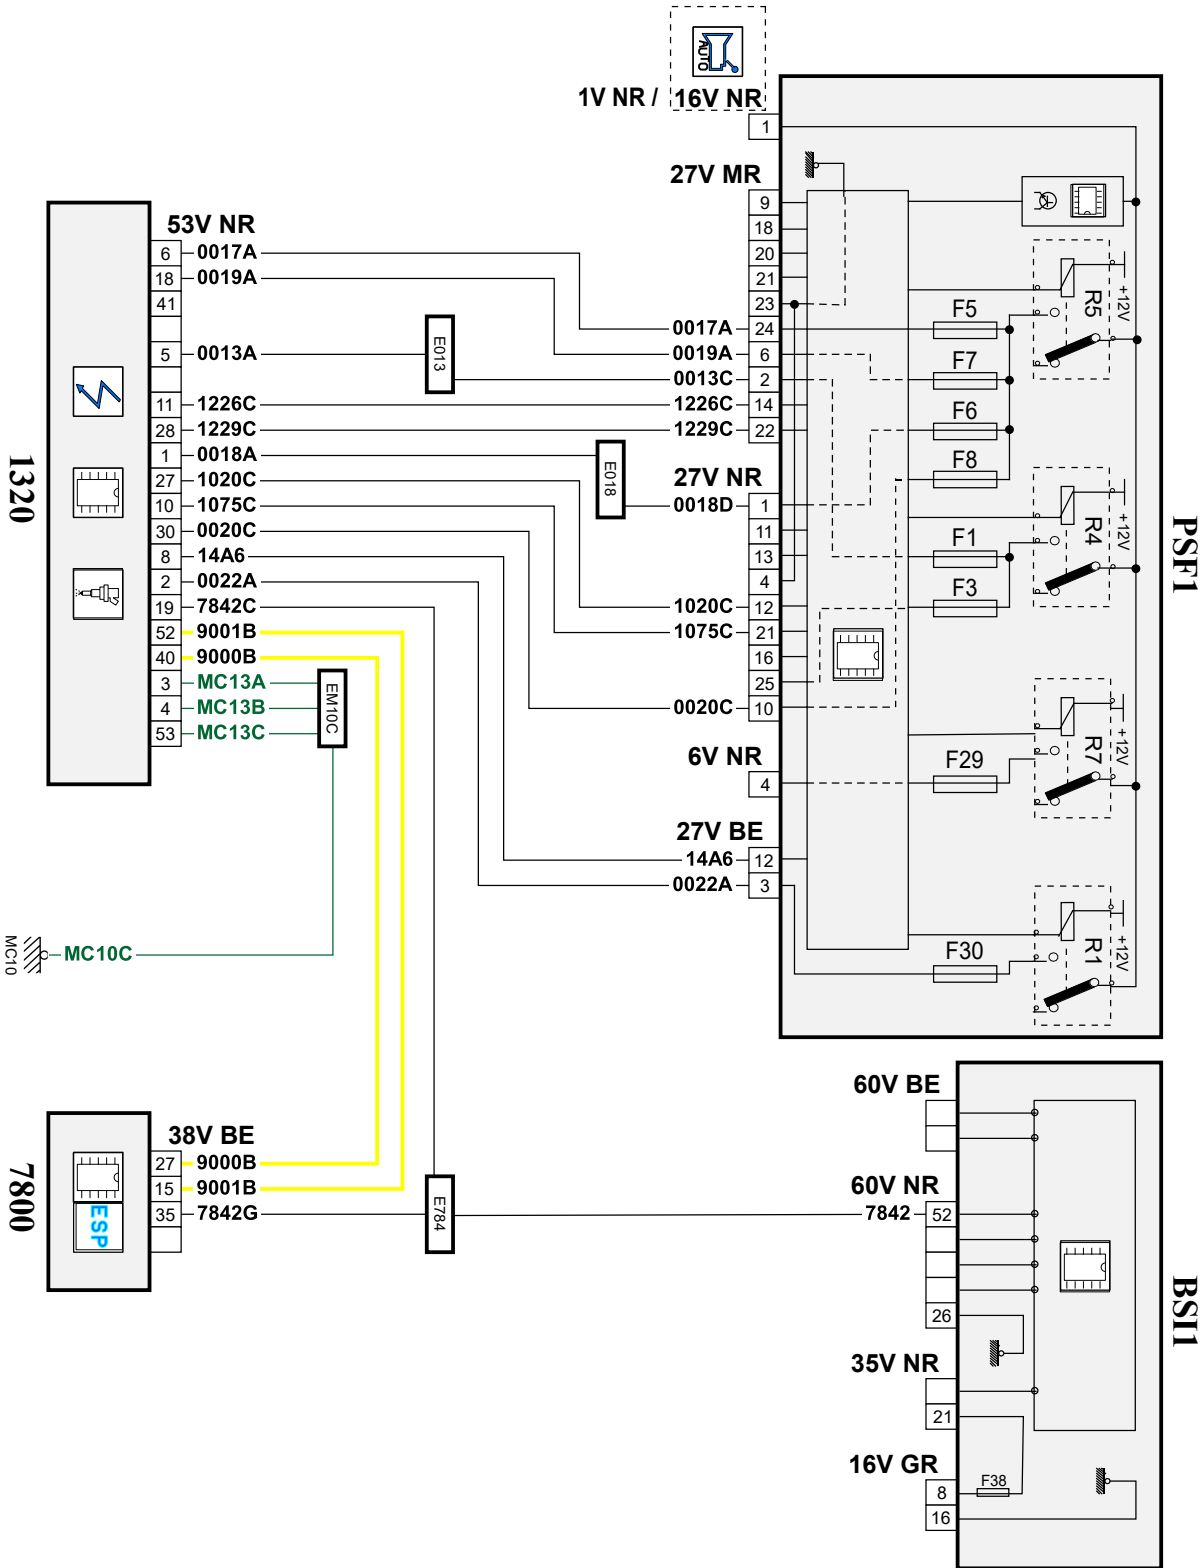 AUTO
1V NR / 16V NR
1
27V MR
9
18
20
21
23
0017A 24
0019A 6
0013C 2
1226C 14
1229C 22
27V NR
0018D 1
11
13
4
1020C 12
1075C 21
16
25
0020C 10
6V NR
4
27V BE
14A6 12
0022A 3
F5
F7
F6
F8
F1
F3
F29
F30
R5
+12V
R4
+12V
R7
+12V
R1
+12V
PSF1
53V NR
6 0017A
18 0019A
41
5 0013A
11 1226C
28 1229C
1 0018A
27 1020C
10 1075C
30 0020C
8 14A6
2 0022A
19 7842C
52 9001B
40 9000B
3 MC13A
4 MC13B
53 MC13C
1320
E013
E018
EM10C
MC10C
MC10
38V BE
27 9000B
15 9001B
35 7842G
ESP
7800
E784
60V BE
60V NR
7842 52
26
35V NR
21
16V GR
8
16
F38
BSI1